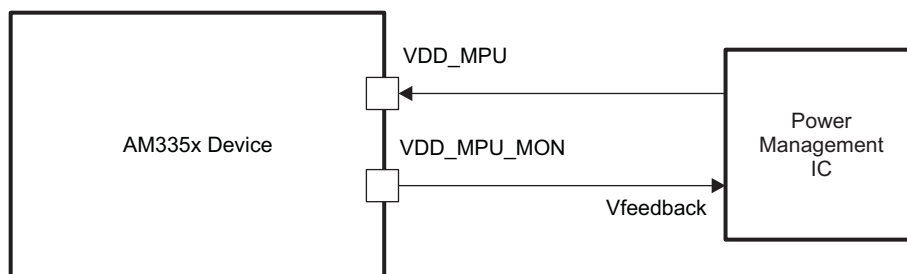 VDD_MPU
AM335x Device
VDD_MPU_MON
Vfeedback
Power
Management
IC